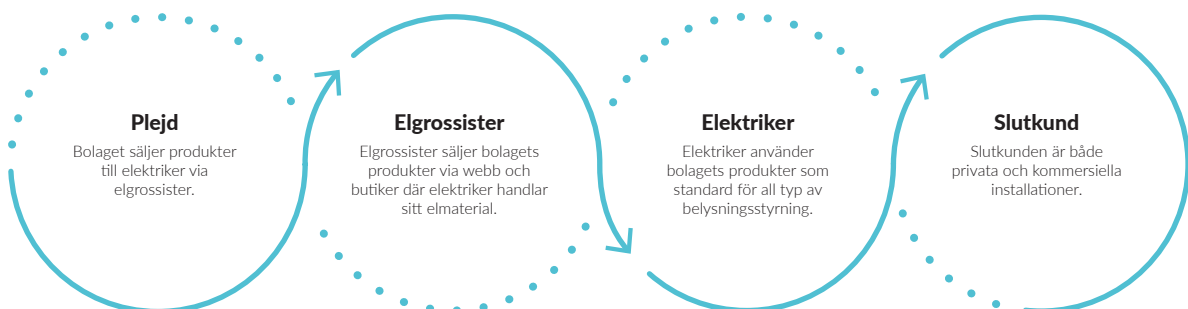 Plejd
Bolaget säljer produkter
till elektriker via
elgrossister.
Elgrossister
Elgrossister säljer bolagets
produkter via webb och
butiker där elektriker handlar
sitt elmaterial.
Elektriker
Elektriker använder
bolagets produkter som
standard för all typ av
belysningsstyrning.
Slutkund
Slutkunden är både
privata och kommersiella
installationer.